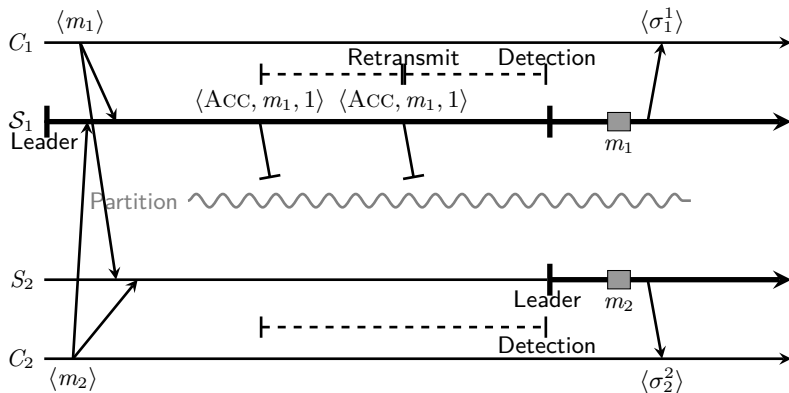 ⟨m₁⟩ ⟨σ₁¹⟩
C₁
Retransmit Detection
⟨ACC, m₁, 1⟩ ⟨ACC, m₁, 1⟩
𝒮₁
Leader m₁
Partition
S₂
Leader m₂
Detection
C₂
⟨m₂⟩ ⟨σ₂²⟩